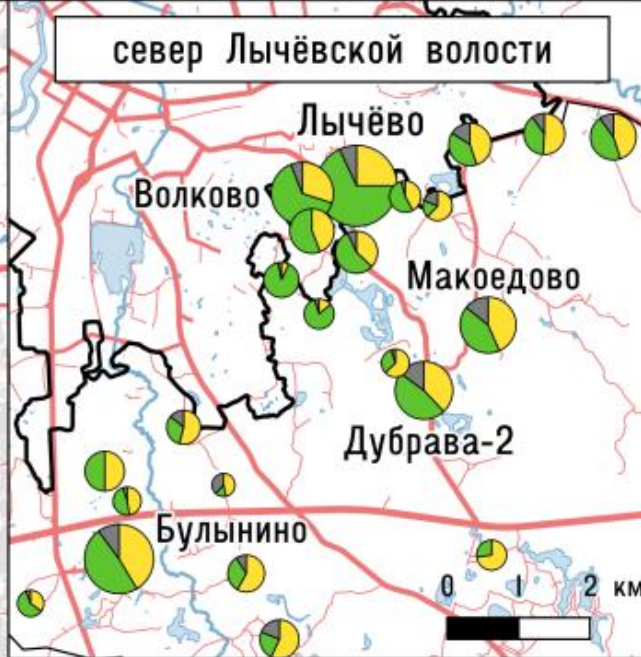 север Лычёвской волости
Лычёво
Волково
Макоедово
Дубрава-2
Булынино
0 1 2 км